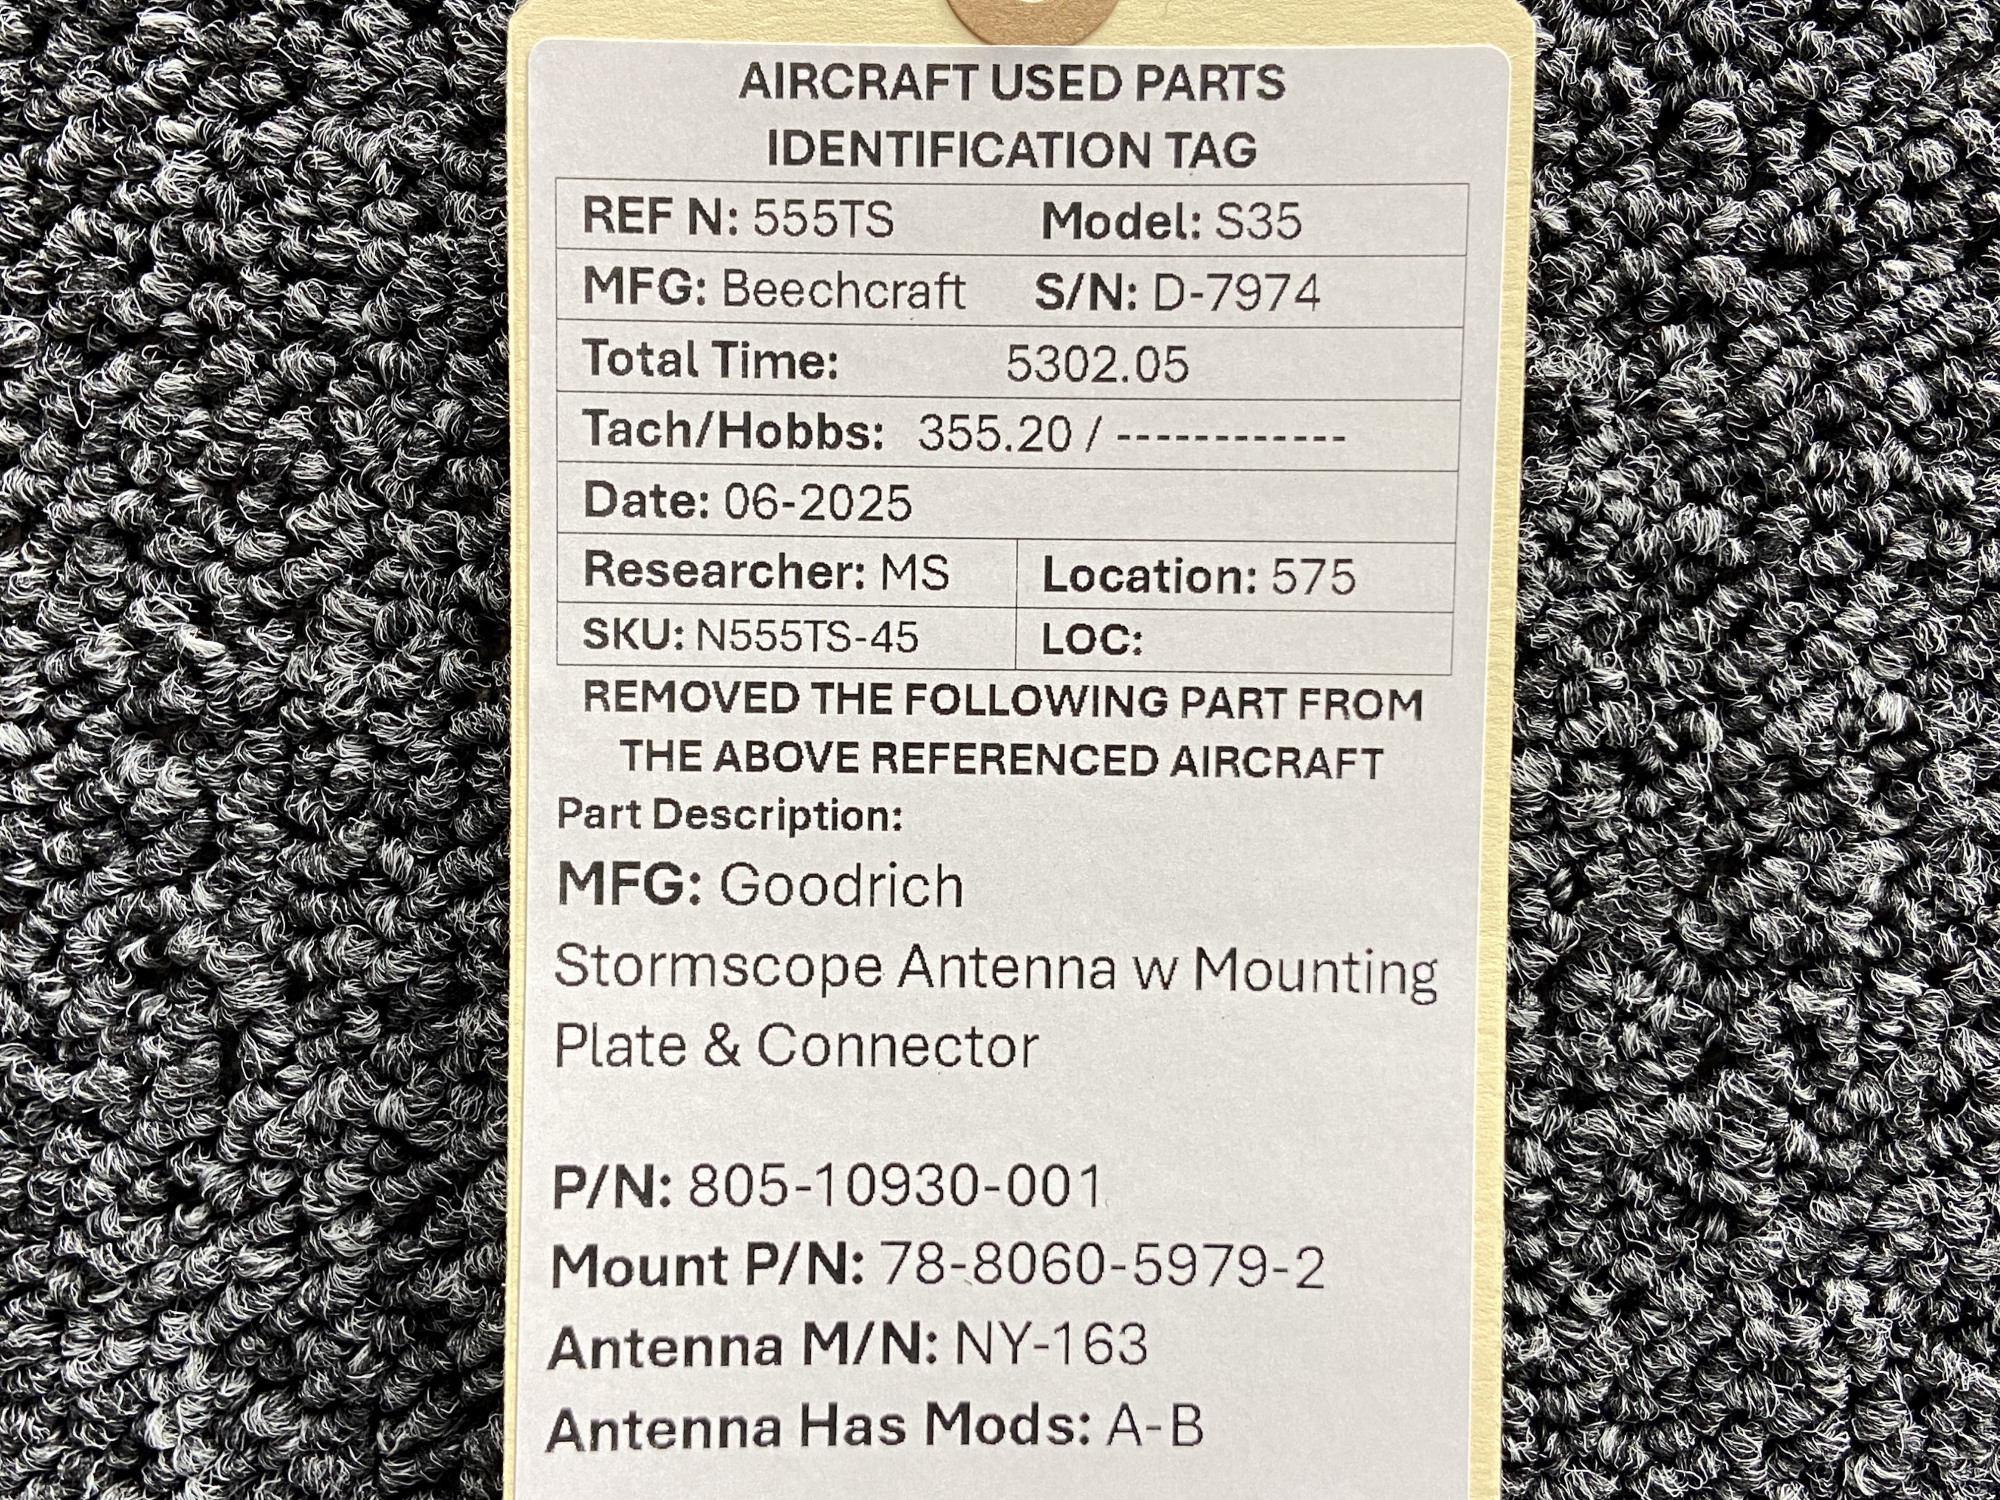 AIRCRAFT USED PARTS
IDENTIFICATION TAG
REF N: 555TS Model: S35
MFG: Beechcraft S/N: D-7974
Total Time: 5302.05
Tach/Hobbs: 355.20 / ------------
Date: 06-2025
Researcher: MS Location: 575
SKU: N555TS-45 LOC:
REMOVED THE FOLLOWING PART FROM
THE ABOVE REFERENCED AIRCRAFT
Part Description:
MFG: Goodrich
Stormscope Antenna w Mounting
Plate & Connector
P/N: 805-10930-001
Mount P/N: 78-8060-5979-2
Antenna M/N: NY-163
Antenna Has Mods: A-B